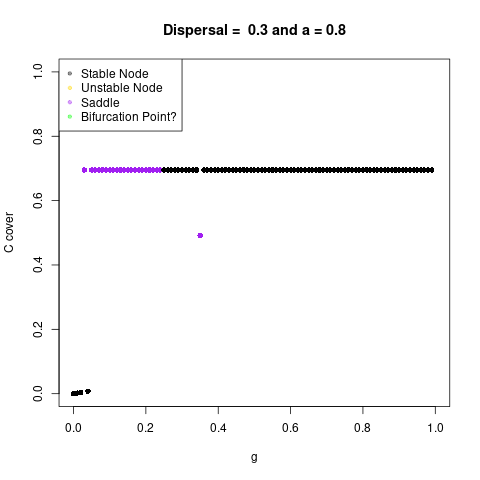 Dispersal =  0.3 and a = 0.8
Stable Node
Unstable Node
Saddle
Bifurcation Point?
C cover
1.0
0.8
0.6
0.4
0.2
0.0
0.0 0.2 0.4 0.6 0.8 1.0
g